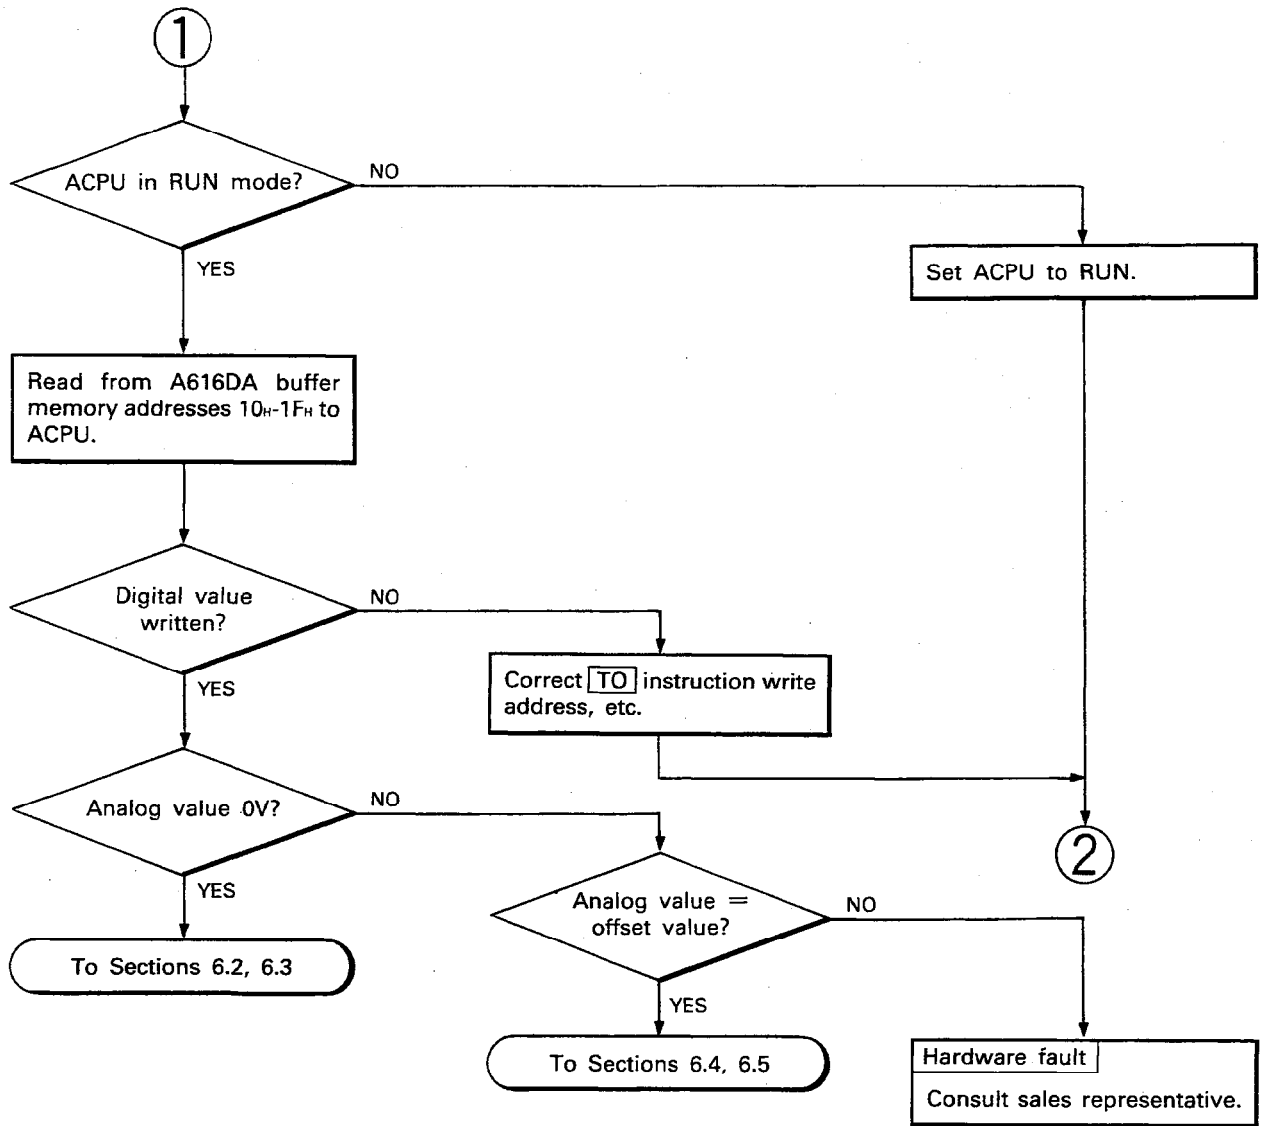 1
ACPU in RUN mode?
NO
YES
Set ACPU to RUN.
Read from A616DA buffer
memory addresses 10H-1FH to
ACPU.
Digital value
written?
NO
YES
Correct TO instruction write
address, etc.
Analog value 0V?
NO
YES
2
Analog value =
offset value?
NO
YES
To Sections 6.2, 6.3
To Sections 6.4, 6.5
Hardware fault
Consult sales representative.